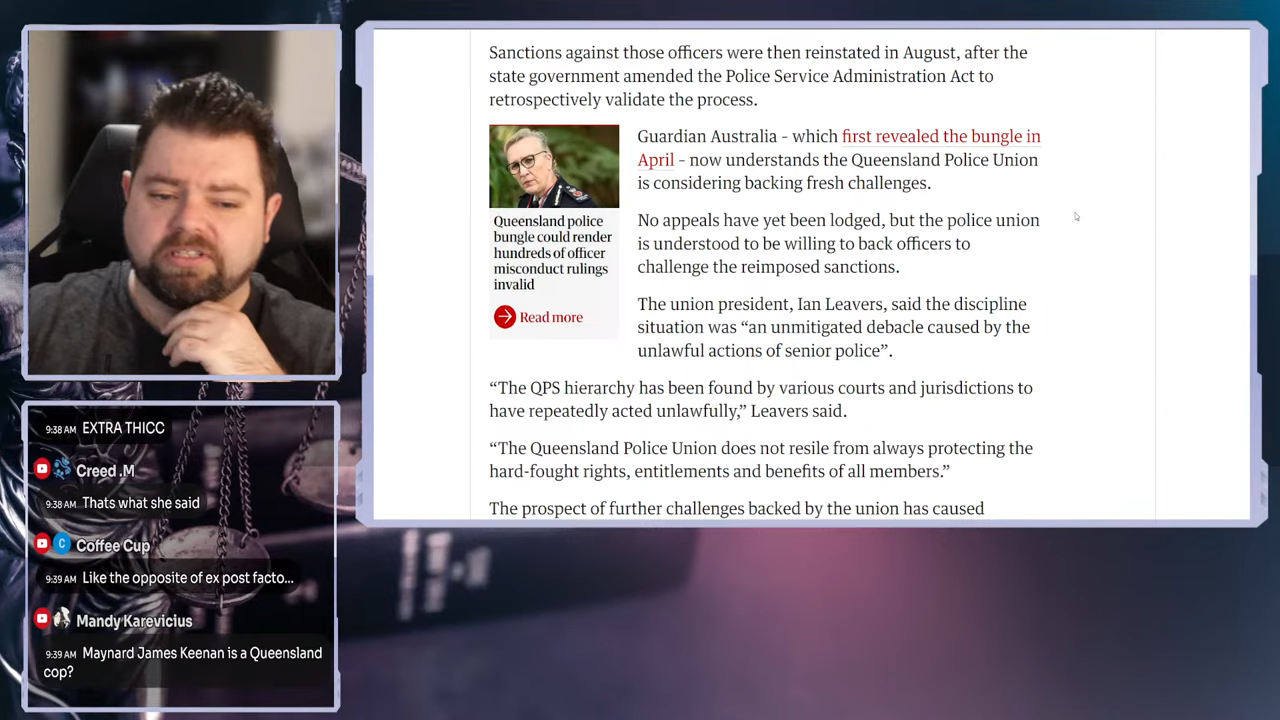 Sanctions against those officers were then reinstated in August, after the
state government amended the Police Service Administration Act to
retrospectively validate the process.
Queensland police
bungle could render
hundreds of officer
misconduct rulings
invalid
Read more
Guardian Australia – which first revealed the bungle in
April – now understands the Queensland Police Union
is considering backing fresh challenges.
No appeals have yet been lodged, but the police union
is understood to be willing to back officers to
challenge the reimposed sanctions.
The union president, Ian Leavers, said the discipline
situation was “an unmitigated debacle caused by the
unlawful actions of senior police”.
“The QPS hierarchy has been found by various courts and jurisdictions to
have repeatedly acted unlawfully,” Leavers said.
“The Queensland Police Union does not resile from always protecting the
hard-fought rights, entitlements and benefits of all members.”
The prospect of further challenges backed by the union has caused
9:38 AM EXTRA THICC
Creed .M
9:38 AM Thats what she said
C Coffee Cup
9:39 AM Like the opposite of ex post facto...
Mandy Karevicius
9:39 AM Maynard James Keenan is a Queensland
cop?